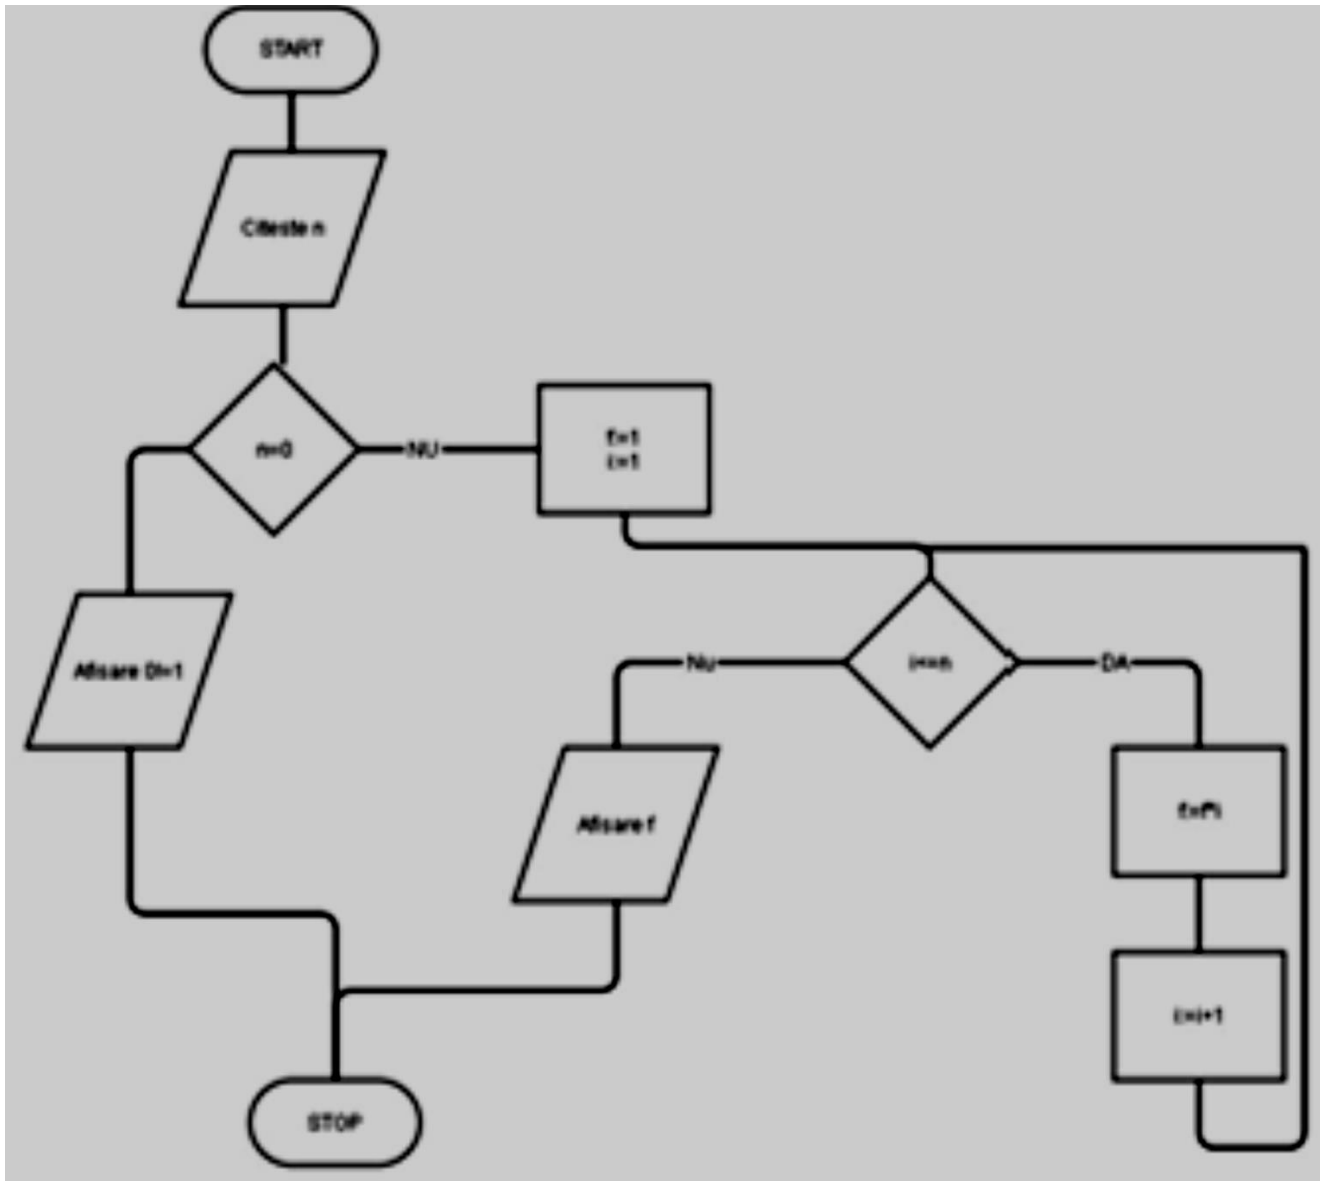 START
Citeste n
n=0
NU
f:=1
i:=1
Nu
i<=n
DA
Afisare 0!=1
Afisare f
f:=f*i
i:=i+1
STOP